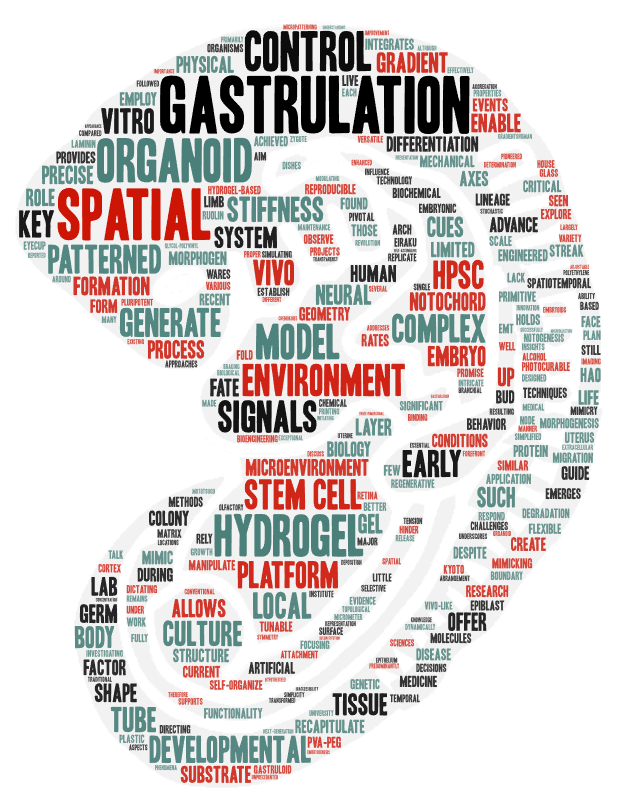 IMPROVEMENTS
PRIMARILY
CONTROL
INTEGRATES
ORGANISMS
ALTHOUGH
IMPORTANCE
PHYSICAL
GRADIENT
EFFECTIVELY
FOLLOWED
LIVE
EACH
AGGREGATION
PROPERTIES
EMPLOY
GASTRULATION
EVENTS
VITRO
ENABLE
COMPARED
LAMININ
ACHIEVED
ZYGOTE
VERSATILE
DIFFERENTIATION
PROVIDES
ORGANOID
AIM
PRECISE
DISHES
ENHANCED
MECHANICAL
PIONEERED
DETERMINATION
HOUSE
GLASS
INFLUENCE
TECHNOLOGY
AXES
CRITICAL
ROLE
SPATIAL
HYDROGEL-BASED
REPRODUCIBLE
BIOCHEMICAL
LIMB
STIFFNESS
FOUND
EMBRYONIC
LINEAGE
STOCHASTIC
SEEN
EXPLORE
KEY
RUOLIN
PIVOTAL
CUES
ADVANCE
LARGELY
SYSTEM
MAINTENANCE
THOSE
ARCH
SCALE
VARIETY
EYECUP
REPORTED
OBSERVE
REVOLUTION
EIRAKU
LIMITED
ENGINEERED
STREAK
PATTERNED
MORPHOGEN
PROPER
SIMULATING
PROJECTS
TRANSPARENT
REPLICATE
AROUND
WARES
VIVO
HUMAN
HPSC
LACK
SPATIOTEMPORAL
POLYETHYLENE
FORMATION
VARIOUS
ESTABLISH
DIFFERENT
SEVERAL
SINGLE
ABILITY
FORM
PLURIPOTENT
RECENT
NEURAL
NOTOCHORD
PRIMITIVE
BASED
MANY
GENERATE
GEOMETRY
COMPLEX
INNOVATION
EMBRYOIDS
HOLDS
FACE
MODEL
ADDRESSES
EMT
NOTOGENESIS
PLAN
EXISTING
PROCESS
RATES
WELL
INSIGHTS
STILL
APPROACHES
FOLD
EMBRYO
ALCOHOL
IMAGING
BIOLOGICAL
ENVIRONMENT
PROMISE
PHOTOCURABLE
FATE
INTRICATE
UP
DESIGNED
HAO
BRANCHIAL
MADE
SIGNALS
CHEMICAL
PRINTING
BUD
TECHNIQUES
LIFE
SIGNIFICANT
BINDING
RESULTING
MEDICAL
MIMICRY
LAYER
BEHAVIOR
MODE
MANNER
MORPHOGENESIS
BIOENGINEERING
EXCEPTIONAL
UTERINE
CONDITIONS
SIMPLIFIED
UTERUS
BIOLOGY
ESSENTIAL
FOREFRONT
EXTRACELLULAR
DISCUSS
EARLY
PROTEIN
MIGRATION
MICROENVIRONMENT
FEW
SIMILAR
GUIDE
STEM CELL
RETINA
REGENERATIVE
APPLICATION
METHODS
OLFACTORY
BETTER
SUCH
EMERGES
COLONY
HYDROGEL
GEL
TENSION
RESPOND
DEGRADATION
MATRIX
LOCATIONS
RELY
MAJOR
HINDER
RELEASE
CHALLENGES
FLEXIBLE
UNDERSCORES
ORGANOID
CREATE
TALK
MIMIC
GROWTH
DEPOSITION
SPATIAL
DESPITE
CORTEX
DURING
MANIPULATE
PLATFORM
LITTLE
KYOTO
MIMICKING
LAB
DICTATING
CONVENTIONAL
INSTITUTE
SELECTIVE
ARRANGEMENT
BOUNDARY
REMAINS
RESEARCH
GERM
UNDER
ALLOWS
LOCAL
EVIDENCE
TOPOLOGICAL
VIVO-LIKE
EPIBLAST
WORK
MICROMETER
KNOWLEDGE
OFFER
BODY
FULLY
CULTURE
TUNABLE
REPRESENTATION
DYNAMICALLY
SYMMETRY
SURFACE
MOLECULES
INVESTIGATING
STRUCTURE
FOCUSING
SCIENCES
ATTACHMENT
DISEASE
FACTOR
CURRENT
ARTIFICIAL
EPITHELIUM
DECISIONS
TRADITIONAL
PREDOMINANTLY
SHAPE
SELF-ORGANIZE
GENETIC
MEDICINE
THEREFORE
SUPPORTS
SIMPLICITY
TRANSFORMED
TISSUE
TEMPORAL
TUBE
FUNCTIONALITY
UNIVERSITY
DIRECTING
NEXT-GENERATION
RECAPITULATE
PLASTIC
ASPECTS
DEVELOPMENTAL
PVA-PEG
PHENOMENA
SUBSTRATE
GASTRULOID
UNPRECEDENTED